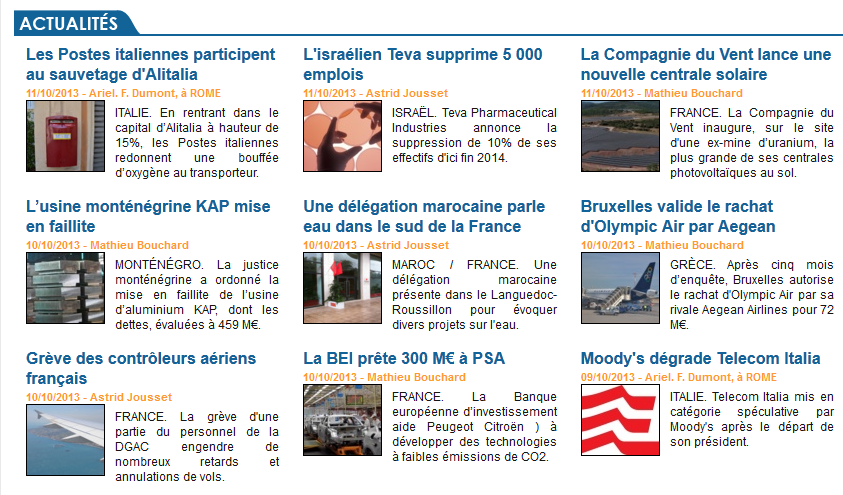 ACTUALITÉS
Les Postes italiennes participent
au sauvetage d'Alitalia
11/10/2013 - Ariel. F. Dumont, à ROME
ITALIE. En rentrant dans le
capital d'Alitalia à hauteur de
15%, les Postes italiennes
redonnent une bouffée
d'oxygène au transporteur.
L'israélien Teva supprime 5 000
emplois
11/10/2013 - Astrid Jousset
ISRAËL. Teva Pharmaceutical
Industries annonce la
suppression de 10% de ses
effectifs d'ici fin 2014.
La Compagnie du Vent lance une
nouvelle centrale solaire
11/10/2013 - Mathieu Bouchard
FRANCE. La Compagnie du
Vent inaugure, sur le site
d'une ex-mine d'uranium, la
plus grande de ses centrales
photovoltaïques au sol.
L'usine monténégrine KAP mise
en faillite
10/10/2013 - Mathieu Bouchard
MONTÉNÉGRO. La justice
monténégrine a ordonné la
mise en faillite de l'usine
d'aluminium KAP, dont les
dettes, évaluées à 459 M€.
Une délégation marocaine parle
eau dans le sud de la France
10/10/2013 - Astrid Jousset
MAROC / FRANCE. Une
délégation marocaine
présente dans le Languedoc-
Roussillon pour évoquer
divers projets sur l'eau.
Bruxelles valide le rachat
d'Olympic Air par Aegean
10/10/2013 - Mathieu Bouchard
GRÈCE. Après cinq mois
d'enquête, Bruxelles autorise
le rachat d'Olympic Air par sa
rivale Aegean Airlines pour 72
M€.
Grève des contrôleurs aériens
français
10/10/2013 - Astrid Jousset
FRANCE. La grève d'une
partie du personnel de la
DGAC engendre de
nombreux retards et
annulations de vols.
La BEI prête 300 M€ à PSA
10/10/2013 - Mathieu Bouchard
FRANCE. La Banque
européenne d'investissement
aide Peugeot Citroën ) à
développer des technologies
à faibles émissions de CO2.
Moody's dégrade Telecom Italia
09/10/2013 - Ariel. F. Dumont, à ROME
ITALIE. Telecom Italia mis en
catégorie spéculative par
Moody's après le départ de
son président.